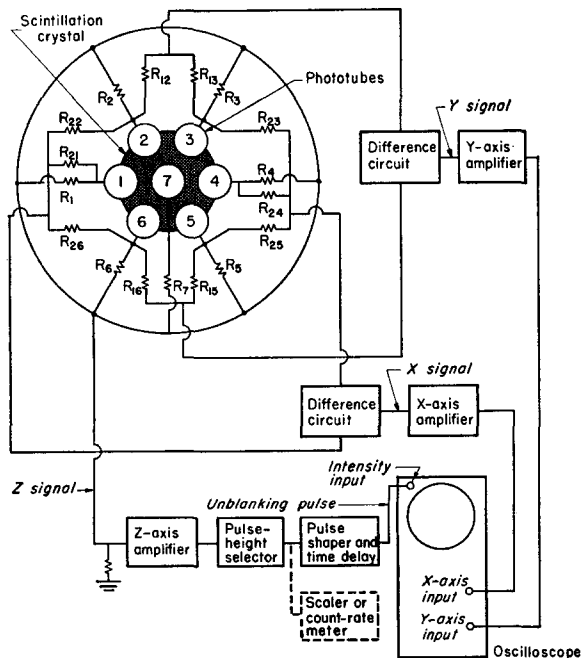 Scintillation
crystal
R12
R13
R2
R3
Phototubes
R22
R23
2
3
R21
R4
1
7
4
R1
R24
6
5
R26
R25
R6
R5
R16
R7
R15
Y signal
Difference
circuit
Y-axis
amplifier
X signal
Difference
circuit
X-axis
amplifier
Z signal
Intensity
input
Unblanking pulse
Z-axis
amplifier
Pulse-
height
selector
Pulse
shaper and
time delay
Scaler or
count-rate
meter
X-axis
input
Y-axis
input
Oscilloscope